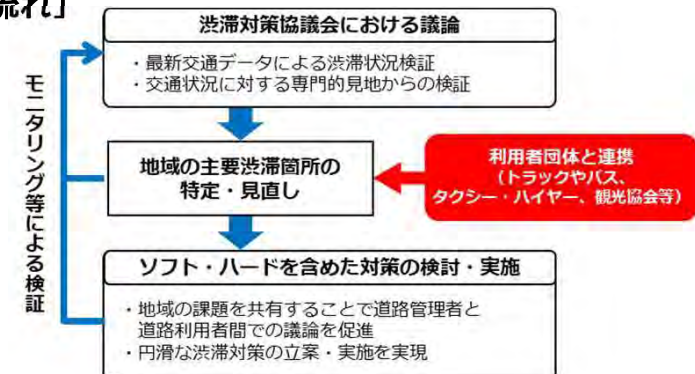 流れ」
渋滞対策協議会における議論
・最新交通データによる渋滞状況検証
・交通状況に対する専門的見地からの検証
モニタリング等による検証
地域の主要渋滞箇所の
特定・見直し
利用者団体と連携
（トラックやバス、
タクシー・ハイヤー、観光協会等）
ソフト・ハードを含めた対策の検討・実施
・地域の課題を共有することで道路管理者と
道路利用者間での議論を促進
・円滑な渋滞対策の立案・実施を実現